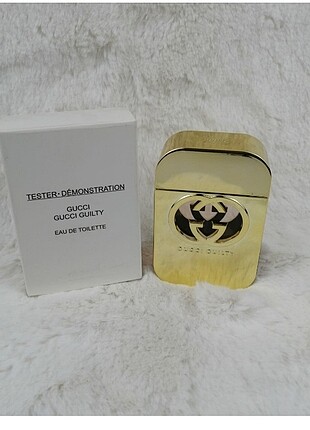 TESTER · DÉMONSTRATION
GUCCI
GUCCI GUILTY
EAU DE TOILETTE
GUCCI GUILTY